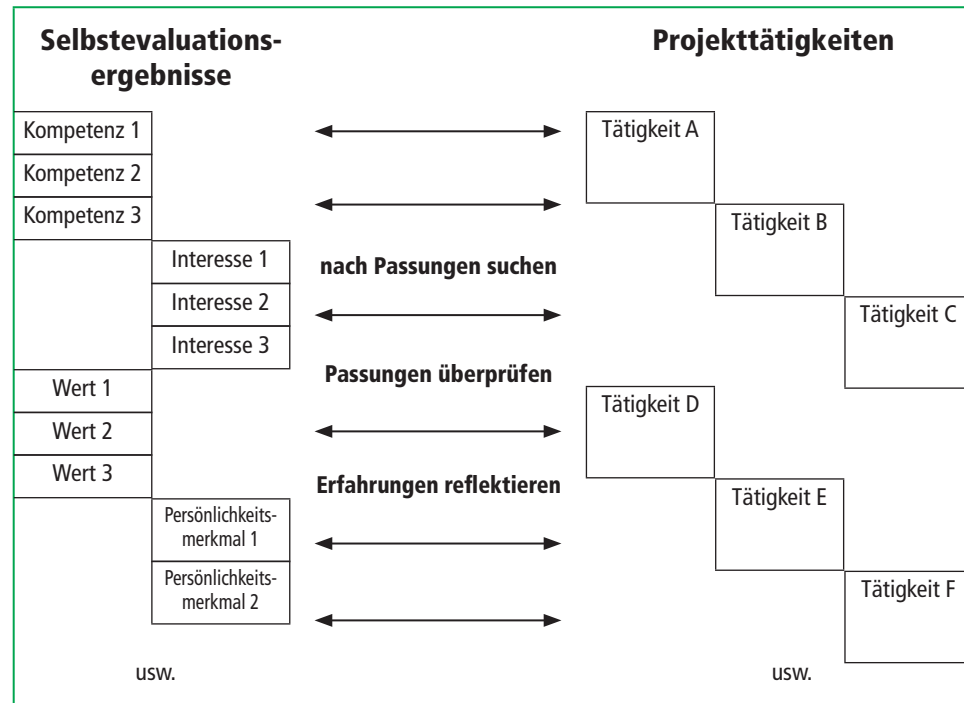 Selbstevaluations-
ergebnisse
Projekttätigkeiten
Kompetenz 1
Kompetenz 2
Kompetenz 3
Interesse 1
Interesse 2
Interesse 3
Wert 1
Wert 2
Wert 3
Persönlichkeits-
merkmal 1
Persönlichkeits-
merkmal 2
usw.
nach Passungen suchen
Passungen überprüfen
Erfahrungen reflektieren
Tätigkeit A
Tätigkeit B
Tätigkeit C
Tätigkeit D
Tätigkeit E
Tätigkeit F
usw.